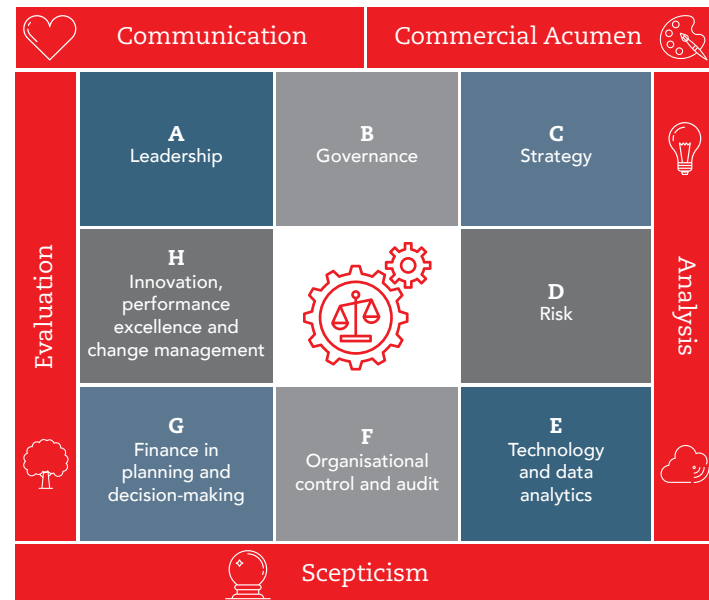 Communication
Commercial Acumen
Evaluation
A
Leadership
B
Governance
C
Strategy
H
Innovation,
performance
excellence and
change management
D
Risk
Analysis
G
Finance in
planning and
decision-making
F
Organisational
control and audit
E
Technology
and data
analytics
Scepticism